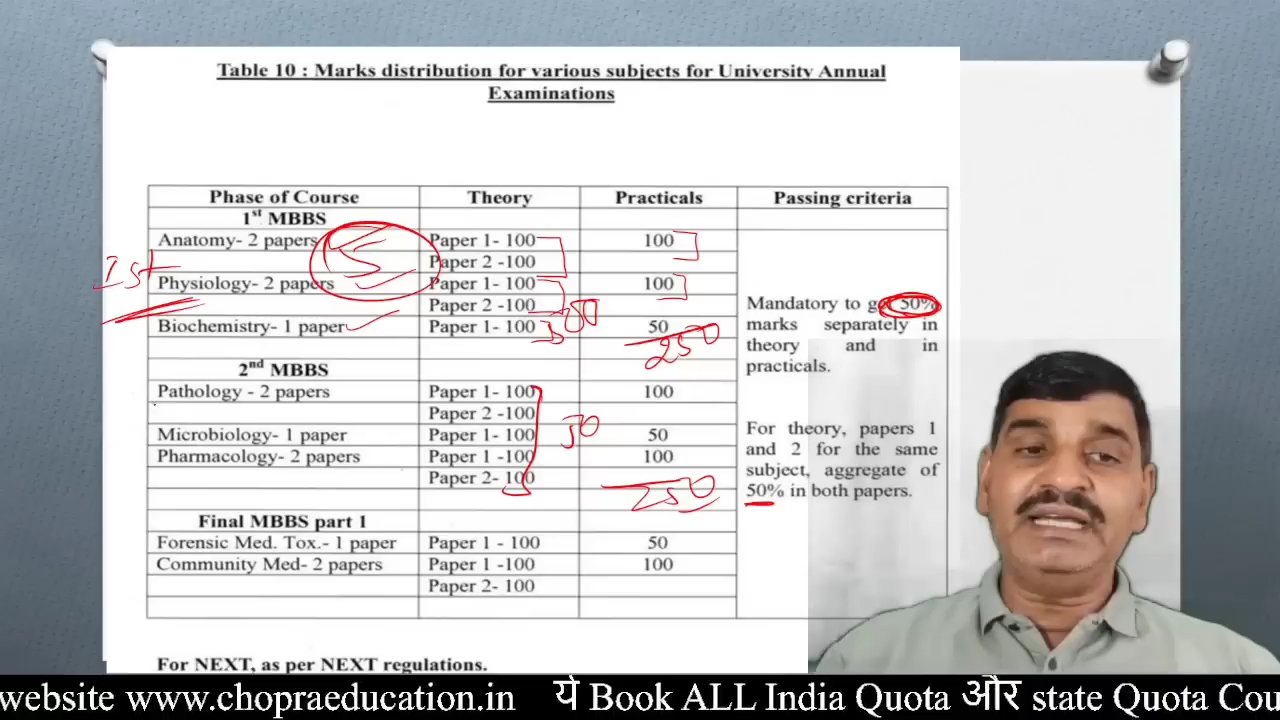 Table 10 : Marks distribution for various subjects for University Annual
Examinations
Phase of Course Theory Practicals Passing criteria
1st MBBS
Anatomy- 2 papers Paper 1- 100 100
Paper 2 -100
Physiology- 2 papers Paper 1- 100 100
Paper 2 -100
Biochemistry- 1 paper Paper 1- 100 50
2nd MBBS
Pathology - 2 papers Paper 1- 100 100
Paper 2 -100
Microbiology- 1 paper Paper 1- 100 50
Pharmacology- 2 papers Paper 1 -100 100
Paper 2- 100
Final MBBS part 1
Forensic Med. Tox.- 1 paper Paper 1 - 100 50
Community Med- 2 papers Paper 1 -100 100
Paper 2- 100
Mandatory to get 50%
marks separately in
theory and in
practicals.
For theory, papers 1
and 2 for the same
subject, aggregate of
50% in both papers.
For NEXT, as per NEXT regulations.
Ist
5
500
250
50
250
website www.chopraeducation.in ये Book ALL India Quota और state Quota Cou